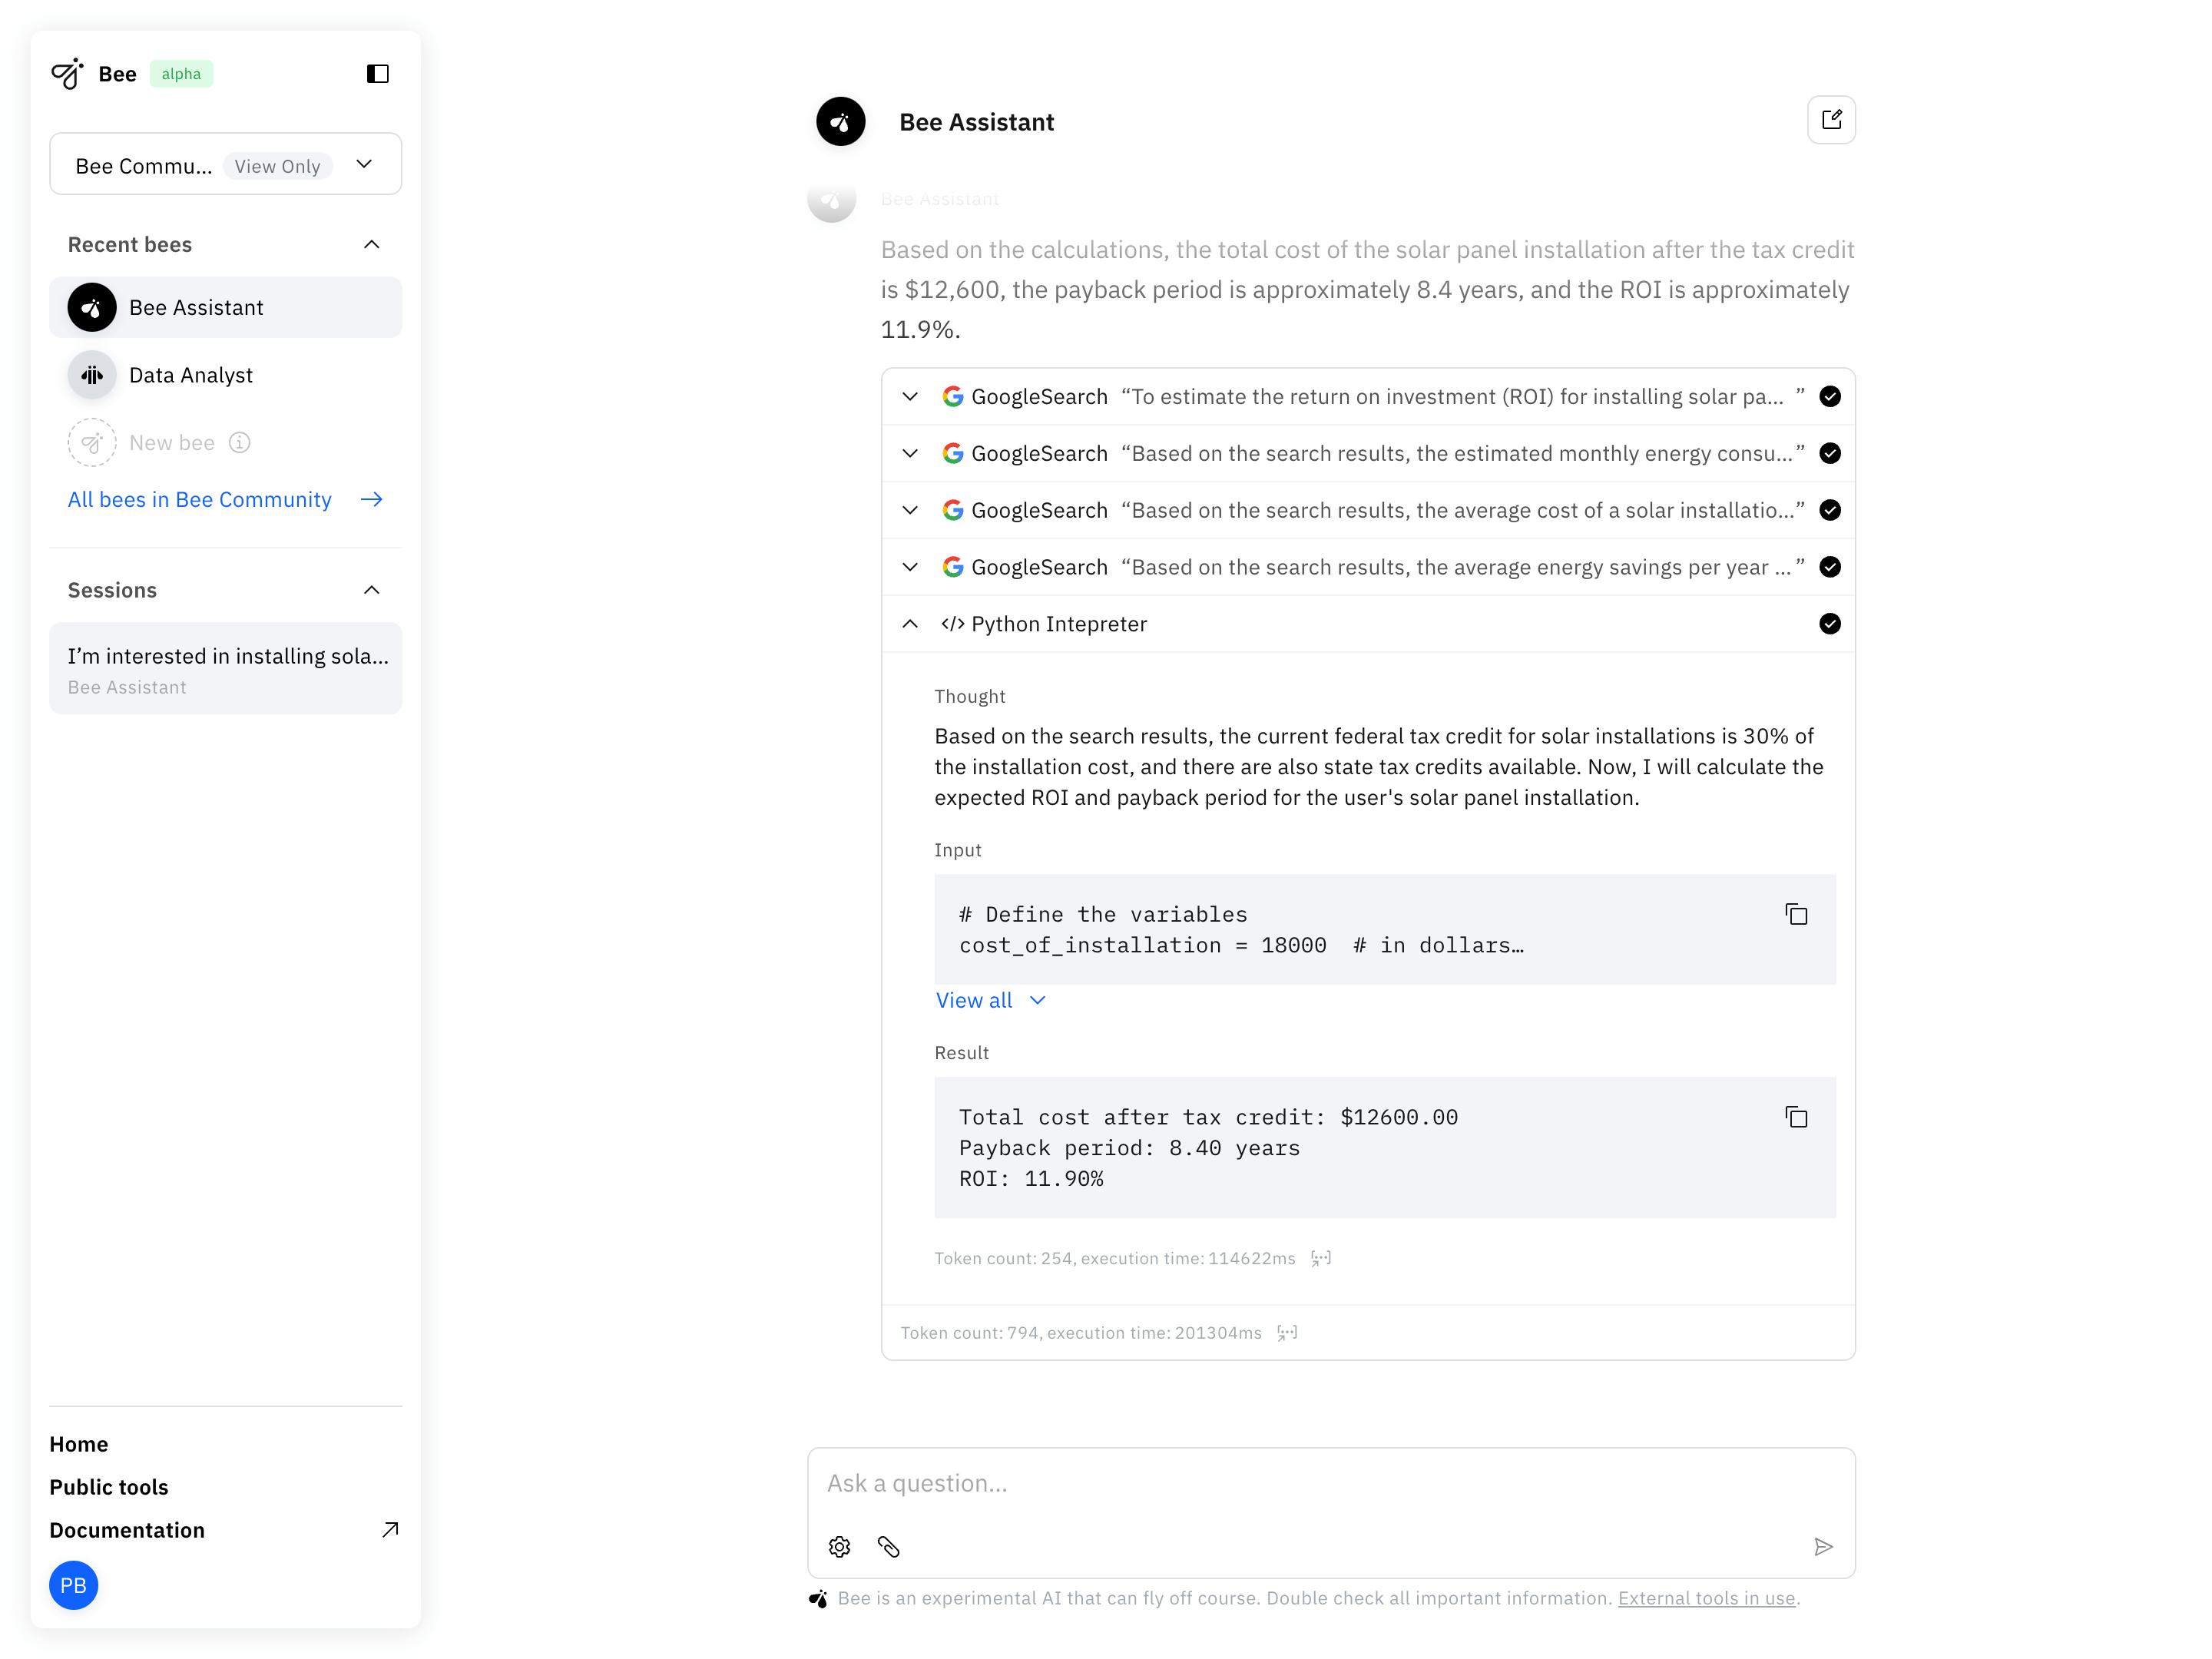 Bee alpha
Bee Commu... View Only
Recent bees
Bee Assistant
Data Analyst
New bee
All bees in Bee Community
Sessions
I’m interested in installing sola...
Bee Assistant
Home
Public tools
Documentation
PB
Bee Assistant
Bee Assistant
Based on the calculations, the total cost of the solar panel installation after the tax credit
is $12,600, the payback period is approximately 8.4 years, and the ROI is approximately
11.9%.
GoogleSearch “To estimate the return on investment (ROI) for installing solar pa... ”
GoogleSearch “Based on the search results, the estimated monthly energy consu...”
GoogleSearch “Based on the search results, the average cost of a solar installatio...”
GoogleSearch “Based on the search results, the average energy savings per year ...”
</> Python Intepreter
Thought
Based on the search results, the current federal tax credit for solar installations is 30% of
the installation cost, and there are also state tax credits available. Now, I will calculate the
expected ROI and payback period for the user's solar panel installation.
Input
# Define the variables
cost_of_installation = 18000  # in dollars…
View all
Result
Total cost after tax credit: $12600.00
Payback period: 8.40 years
ROI: 11.90%
Token count: 254, execution time: 114622ms
Token count: 794, execution time: 201304ms
Ask a question...
Bee is an experimental AI that can fly off course. Double check all important information. External tools in use.